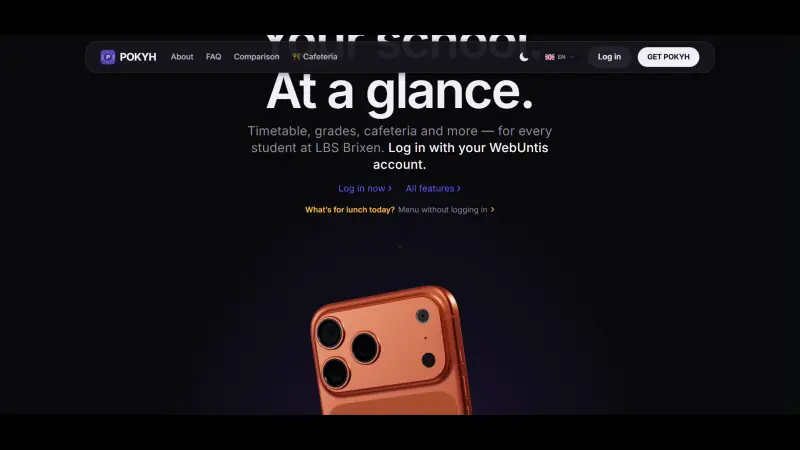 POKYH
About
FAQ
Comparison
Cafeteria
EN
Log in
GET POKYH
Your school.
At a glance.
Timetable, grades, cafeteria and more — for every
student at LBS Brixen. Log in with your WebUntis
account.
Log in now ›
All features ›
What's for lunch today? Menu without logging in ›